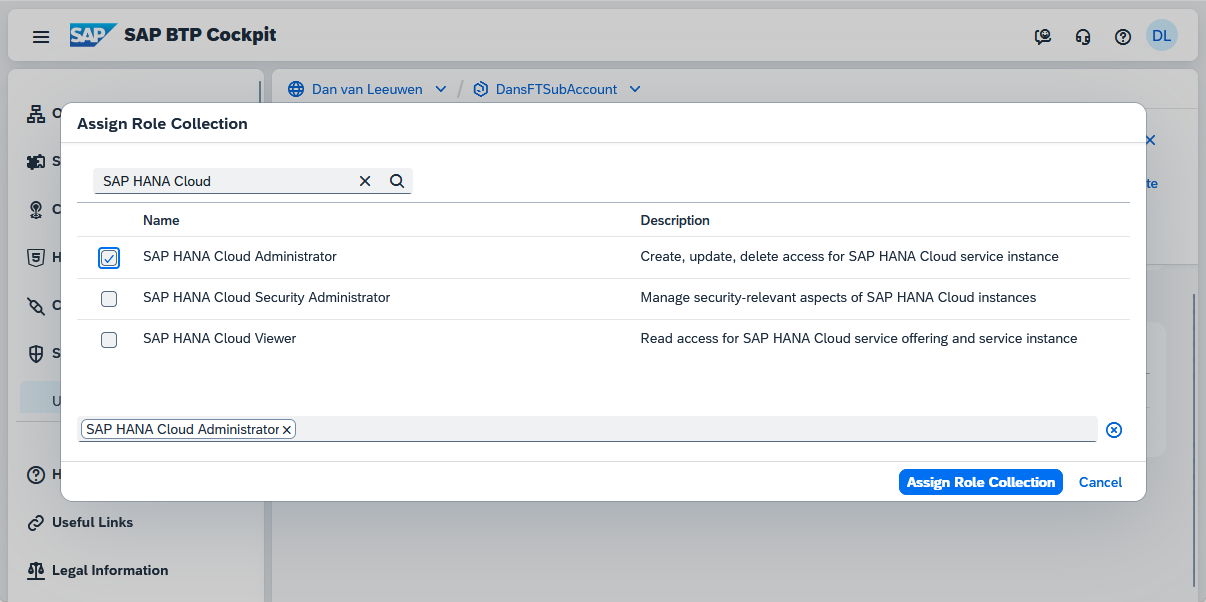 SAP SAP BTP Cockpit DL
Dan van Leeuwen / DansFTSubAccount
Assign Role Collection
SAP HANA Cloud
Name Description
SAP HANA Cloud Administrator Create, update, delete access for SAP HANA Cloud service instance
SAP HANA Cloud Security Administrator Manage security-relevant aspects of SAP HANA Cloud instances
SAP HANA Cloud Viewer Read access for SAP HANA Cloud service offering and service instance
SAP HANA Cloud Administrator
Assign Role Collection Cancel
Useful Links
Legal Information